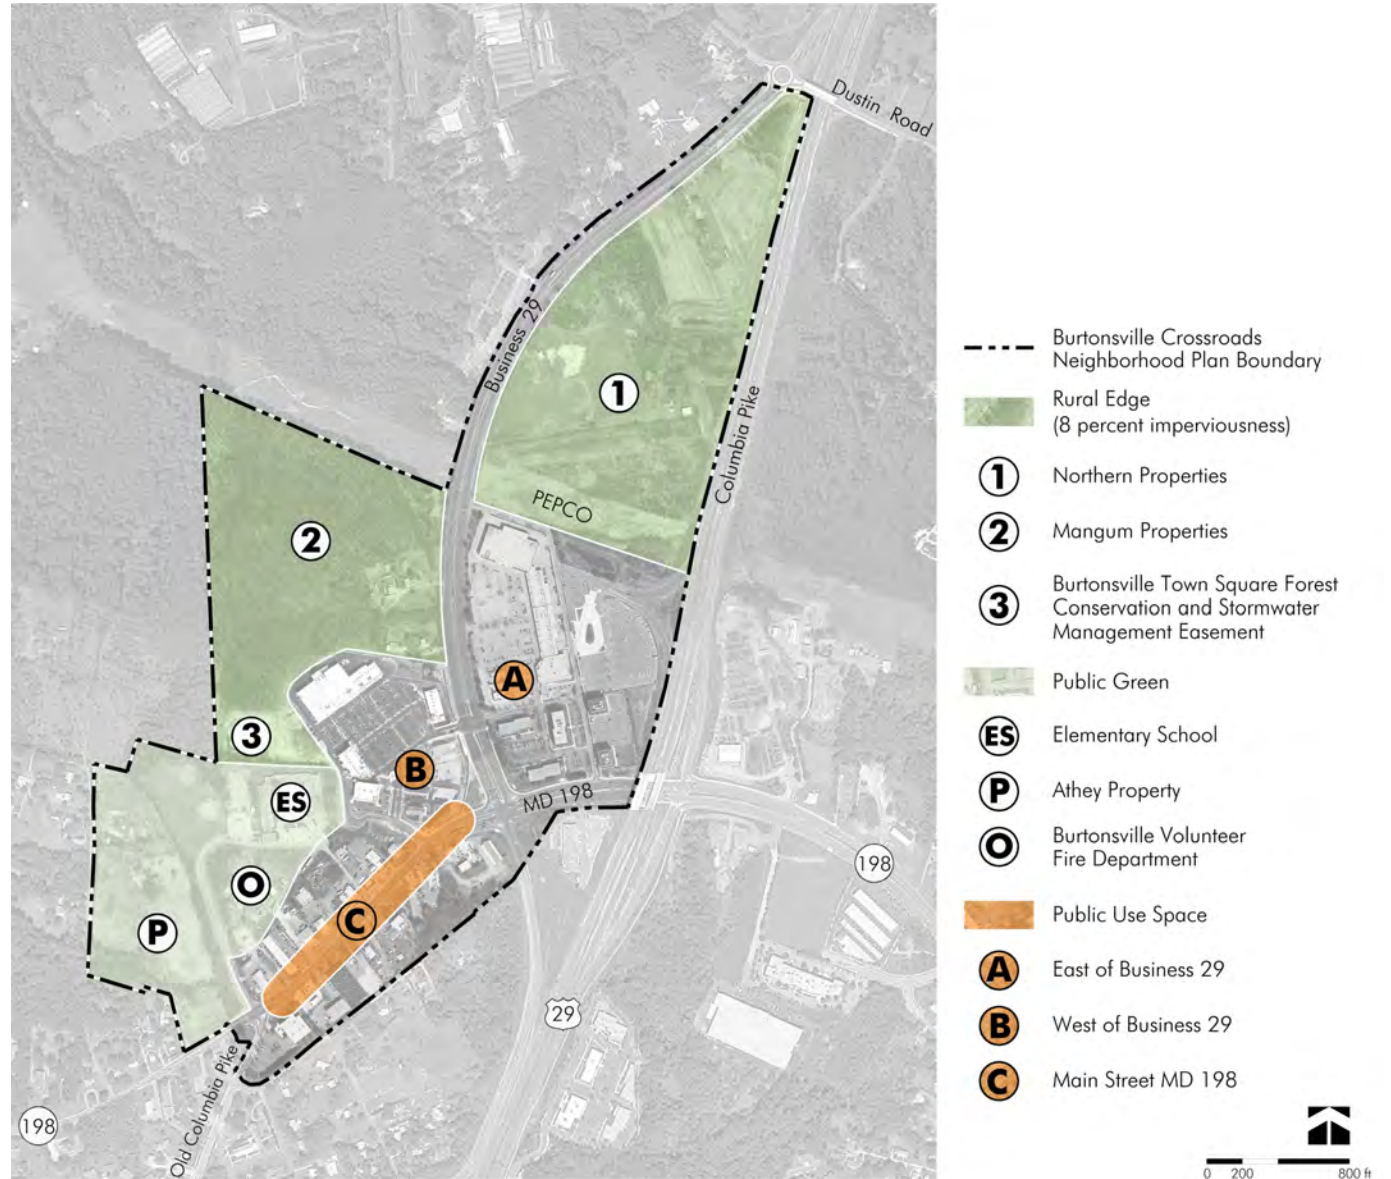 Dustin Road
Business 29
1
Columbia Pike
PEPCO
2
A
3
B
ES
MD 198
198
O
C
P
29
Old Columbia Pike
198
Burtonsville Crossroads
Neighborhood Plan Boundary
Rural Edge
(8 percent imperviousness)
1 Northern Properties
2 Mangum Properties
3 Burtonsville Town Square Forest
Conservation and Stormwater
Management Easement
Public Green
ES Elementary School
P Athey Property
O Burtonsville Volunteer
Fire Department
Public Use Space
A East of Business 29
B West of Business 29
C Main Street MD 198
0 200 800 ft